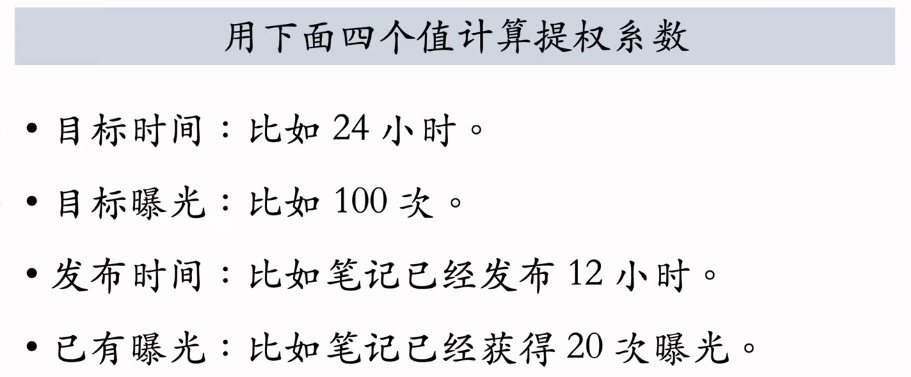 用下面四个值计算提权系数
• 目标时间：比如 24 小时。
• 目标曝光：比如 100 次。
• 发布时间：比如笔记已经发布 12 小时。
• 已有曝光：比如笔记已经获得 20 次曝光。